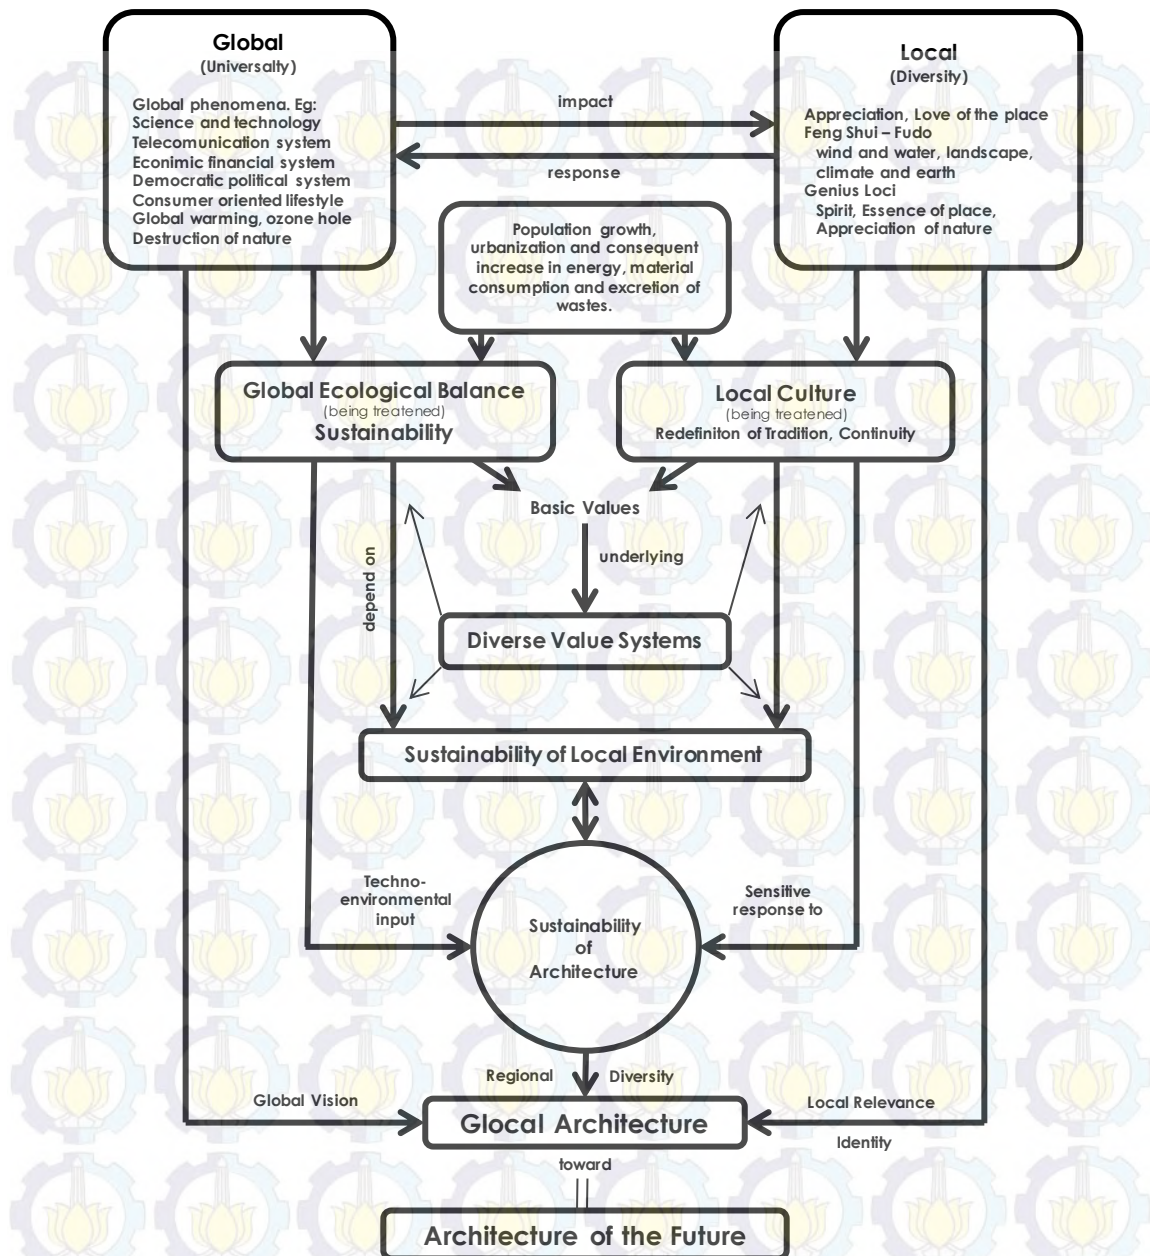 Global
(Universalty)
Global phenomena. Eg:
Science and technology
Telecomunication system
Econimic financial system
Democratic political system
Consumer oriented lifestyle
Global warming, ozone hole
Destruction of nature
impact
response
Local
(Diversity)
Appreciation, Love of the place
Feng Shui – Fudo
wind and water, landscape,
climate and earth
Genius Loci
Spirit, Essence of place,
Appreciation of nature
Population growth,
urbanization and consequent
increase in energy, material
consumption and excretion of
wastes.
Global Ecological Balance
(being treatened)
Sustainability
Local Culture
(being treatened)
Redefiniton of Tradition, Continuity
Basic Values
depend on
underlying
Diverse Value Systems
Sustainability of Local Environment
Techno-
environmental
input
Sustainability
of
Architecture
Sensitive
response to
Regional
Diversity
Global Vision
Glocal Architecture
Local Relevance
Identity
toward
Architecture of the Future